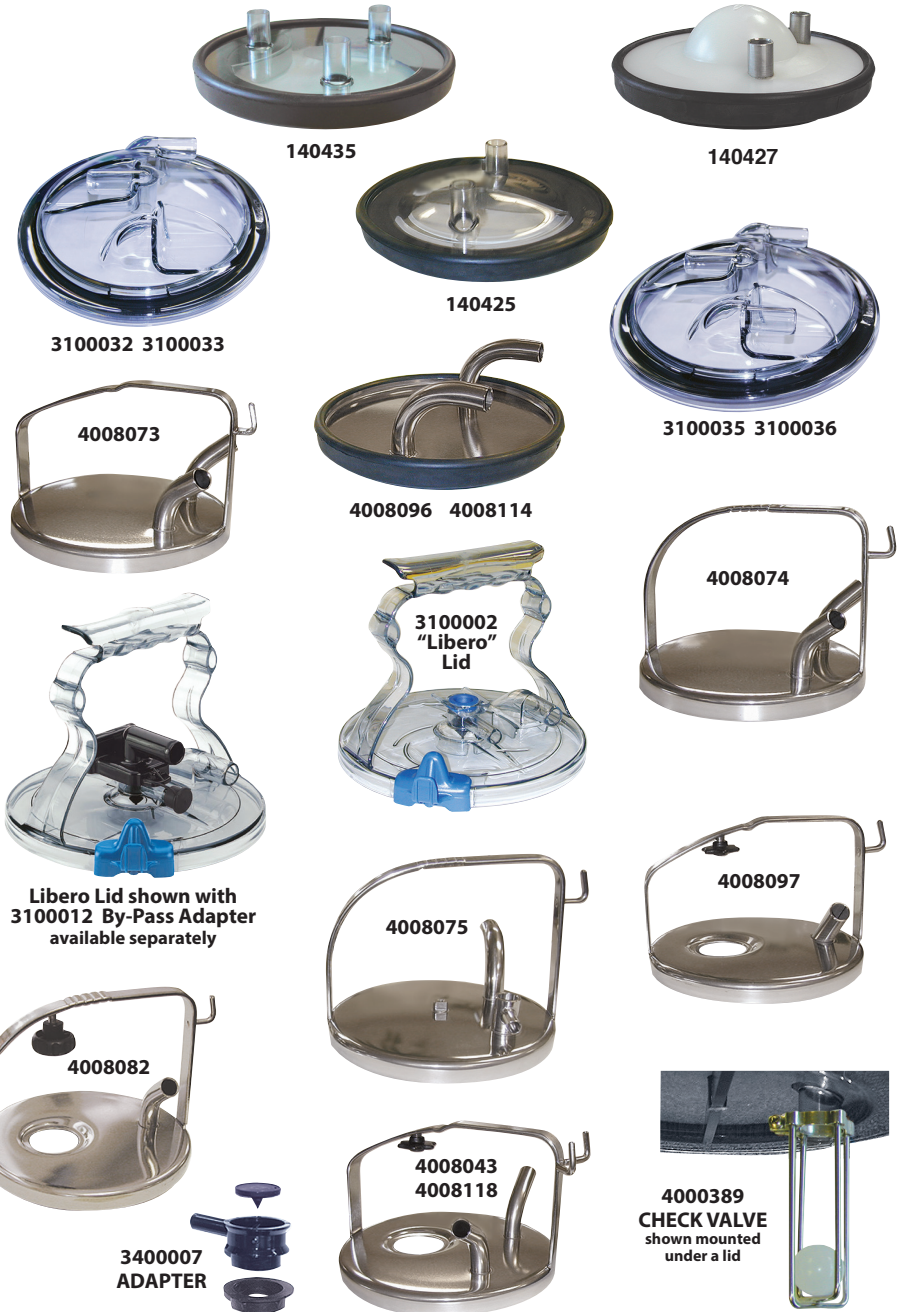 140435
140427
140425
3100032 3100033
3100035 3100036
4008073
4008096 4008114
4008074
3100002
“Libero”
Lid
Libero Lid shown with
3100012 By-Pass Adapter
available separately
4008075
4008097
4008082
4008043
4008118
3400007
ADAPTER
4000389
CHECK VALVE
shown mounted
under a lid